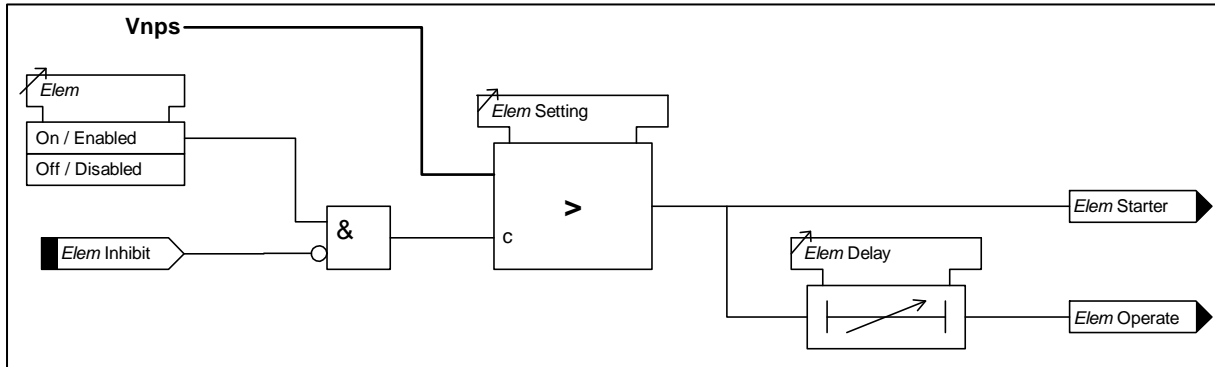 Vnps
Elem
On / Enabled
Off / Disabled
Elem Inhibit
&
Elem Setting
>
c
Elem Starter
Elem Delay
Elem Operate